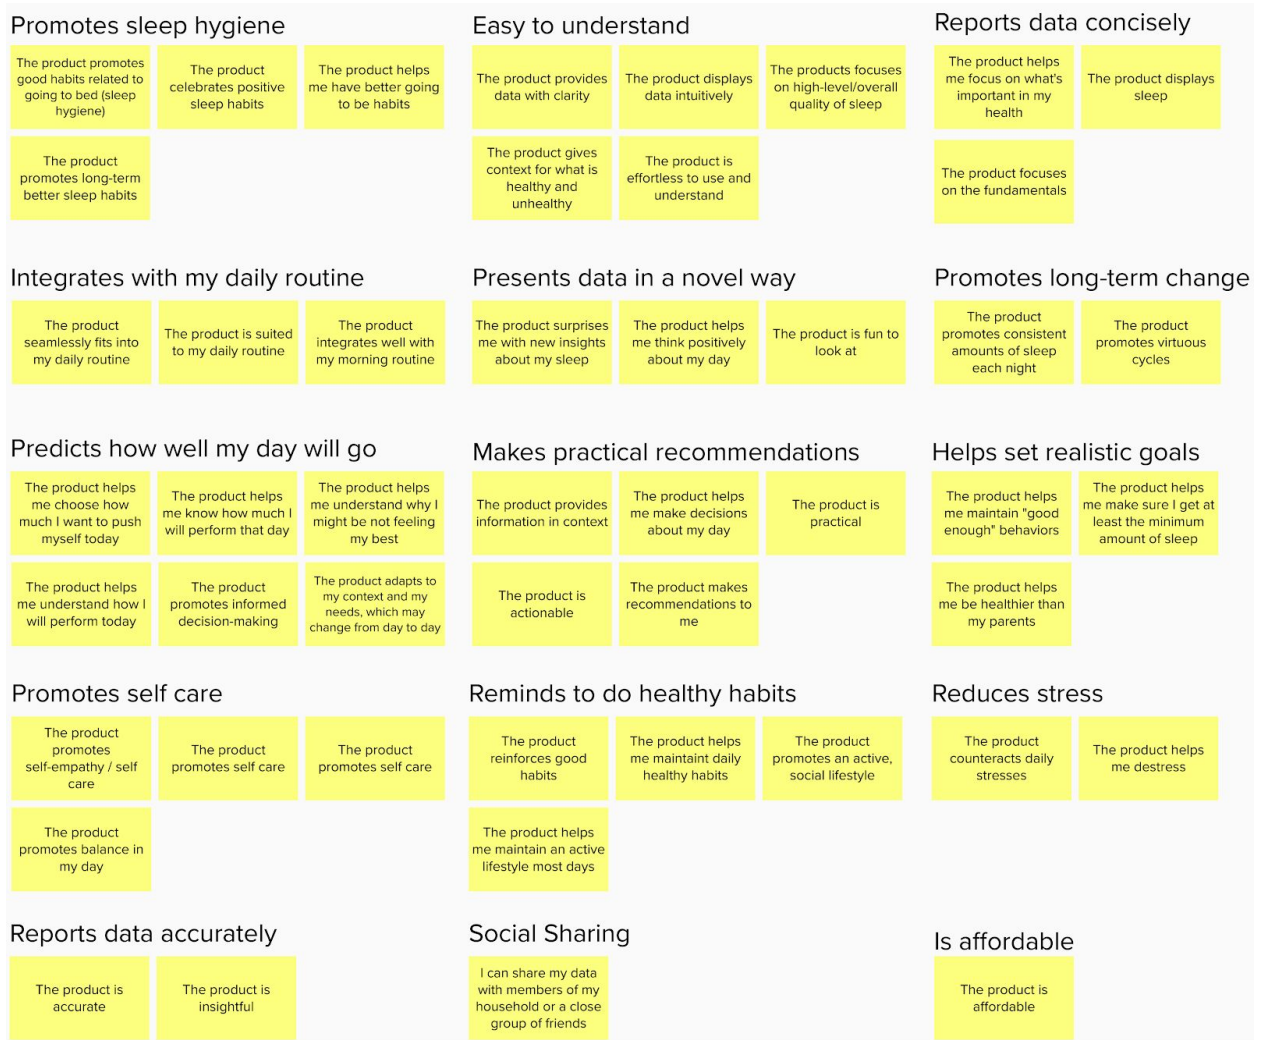 Promotes sleep hygiene
The product promotes
good habits related to
going to bed (sleep
hygiene)
The product
celebrates positive
sleep habits
The product helps
me have better going
to be habits
The product
promotes long-term
better sleep habits
Easy to understand
The product provides
data with clarity
The product displays
data intuitively
The products focuses
on high-level/overall
quality of sleep
The product gives
context for what is
healthy and
unhealthy
The product is
effortless to use and
understand
Reports data concisely
The product helps
me focus on what's
important in my
health
The product displays
sleep
The product focuses
on the fundamentals
Integrates with my daily routine
The product
seamlessly fits into
my daily routine
The product is suited
to my daily routine
The product
integrates well with
my morning routine
Presents data in a novel way
The product surprises
me with new insights
about my sleep
The product helps
me think positively
about my day
The product is fun to
look at
Promotes long-term change
The product
promotes consistent
amounts of sleep
each night
The product
promotes virtuous
cycles
Predicts how well my day will go
The product helps
me choose how
much I want to push
myself today
The product helps
me know how much I
will perform that day
The product helps
me understand why I
might be not feeling
my best
The product helps
me understand how I
will perform today
The product
promotes informed
decision-making
The product adapts to
my context and my
needs, which may
change from day to day
Makes practical recommendations
The product provides
information in context
The product helps
me make decisions
about my day
The product is
practical
The product is
actionable
The product makes
recommendations to
me
Helps set realistic goals
The product helps
me maintain "good
enough" behaviors
The product helps
me make sure I get at
least the minimum
amount of sleep
The product helps
me be healthier than
my parents
Promotes self care
The product
promotes
self-empathy / self
care
The product
promotes self care
The product
promotes self care
The product
promotes balance in
my day
Reminds to do healthy habits
The product
reinforces good
habits
The product helps
me maintaint daily
healthy habits
The product
promotes an active,
social lifestyle
The product helps
me maintain an active
lifestyle most days
Reduces stress
The product
counteracts daily
stresses
The product helps
me destress
Reports data accurately
The product is
accurate
The product is
insightful
Social Sharing
I can share my data
with members of my
household or a close
group of friends
Is affordable
The product is
affordable